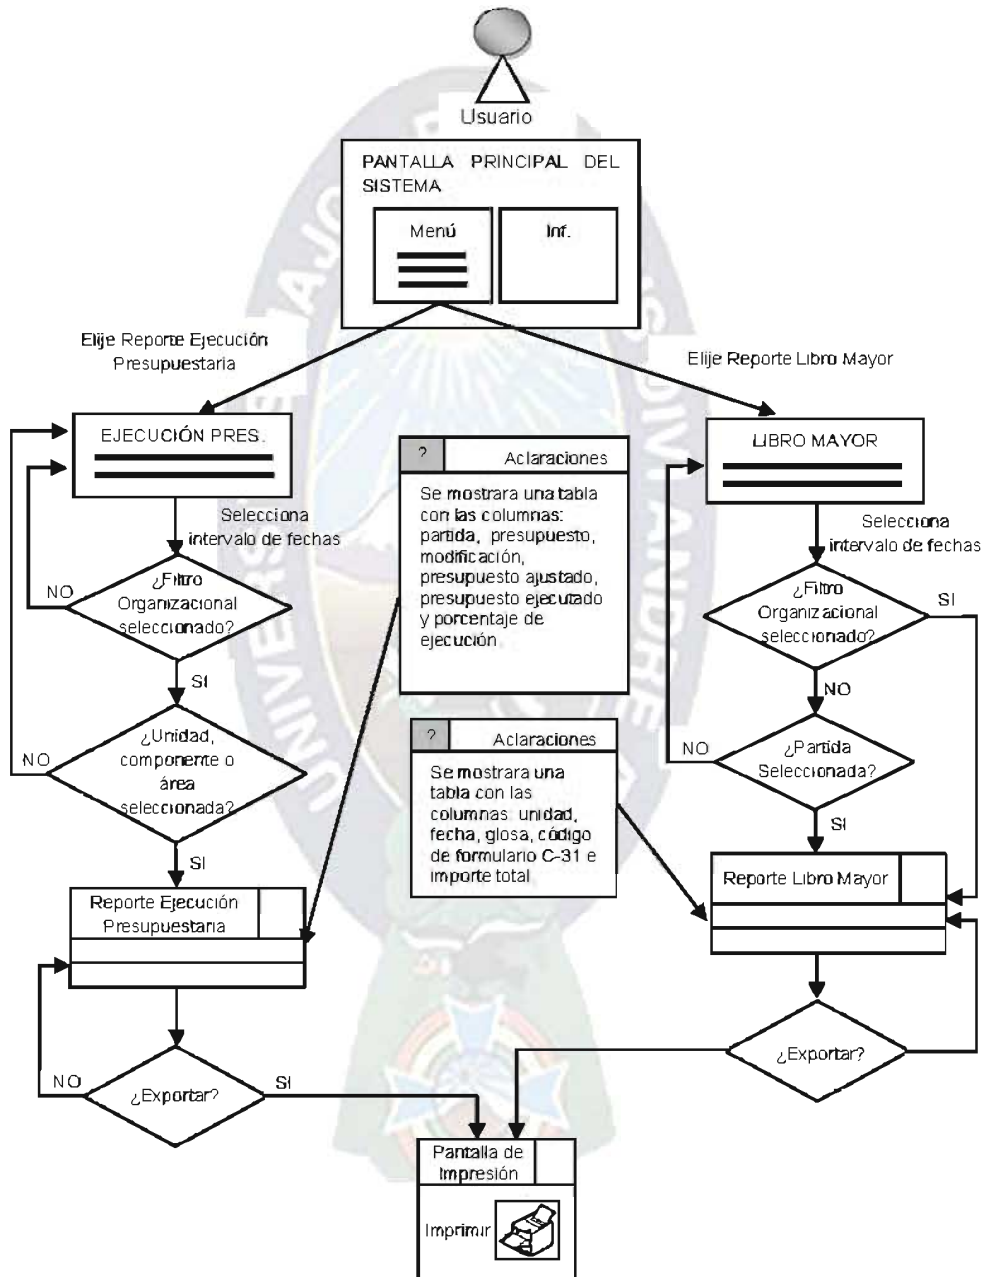 Usuario
PANTALLA PRINCIPAL DEL
SISTEMA
Menú
Inf.
Elije Reporte Ejecución
Presupuestaria
Elije Reporte Libro Mayor
EJECUCIÓN PRES.
LIBRO MAYOR
? Aclaraciones
Se mostrara una tabla
con las columnas:
partida, presupuesto,
modificación,
presupuesto ajustado,
presupuesto ejecutado
y porcentaje de
ejecución
Selecciona
intervalo de fechas
Selecciona
intervalo de fechas
NO
¿Filtro
Organizacional
seleccionado?
SI
¿Filtro
Organizacional
seleccionado?
SI
NO
NO
¿Unidad,
componente o
área
seleccionada?
SI
? Aclaraciones
Se mostrara una
tabla con las
columnas: unidad,
fecha, glosa, código
de formulario C-31 e
importe total
NO
¿Partida
Seleccionada?
SI
Reporte Ejecución
Presupuestaria
Reporte Libro Mayor
NO
¿Exportar?
SI
¿Exportar?
Pantalla de
Impresión
Imprimir